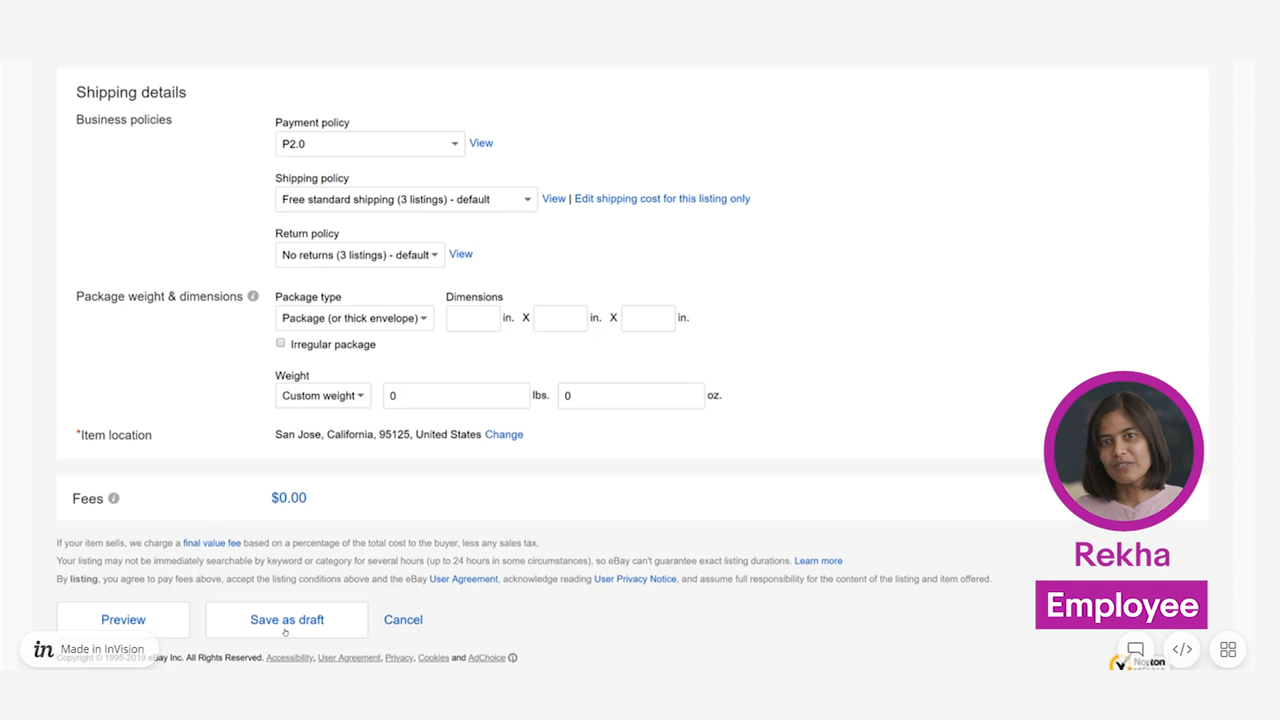 Shipping details
Business policies
Payment policy
P2.0 View
Shipping policy
Free standard shipping (3 listings) - default View | Edit shipping cost for this listing only
Return policy
No returns (3 listings) - default View
Package weight & dimensions Package type Dimensions
Package (or thick envelope) in. X in. X in.
Irregular package
Weight
Custom weight 0 lbs. 0 oz.
*Item location San Jose, California, 95125, United States Change
Fees $0.00
If your item sells, we charge a final value fee based on a percentage of the total cost to the buyer, less any sales tax.
Your listing may not be immediately searchable by keyword or category for several hours (up to 24 hours in some circumstances), so eBay can't guarantee exact listing durations. Learn more
By listing, you agree to pay fees above, accept the listing conditions above and the eBay User Agreement, acknowledge reading User Privacy Notice, and assume full responsibility for the content of the listing and item offered.
Rekha
Employee
Preview Save as draft Cancel
in Made in InVision
Copyright © 1995-2019 eBay Inc. All Rights Reserved. Accessibility, User Agreement, Privacy, Cookies and AdChoice
Norton